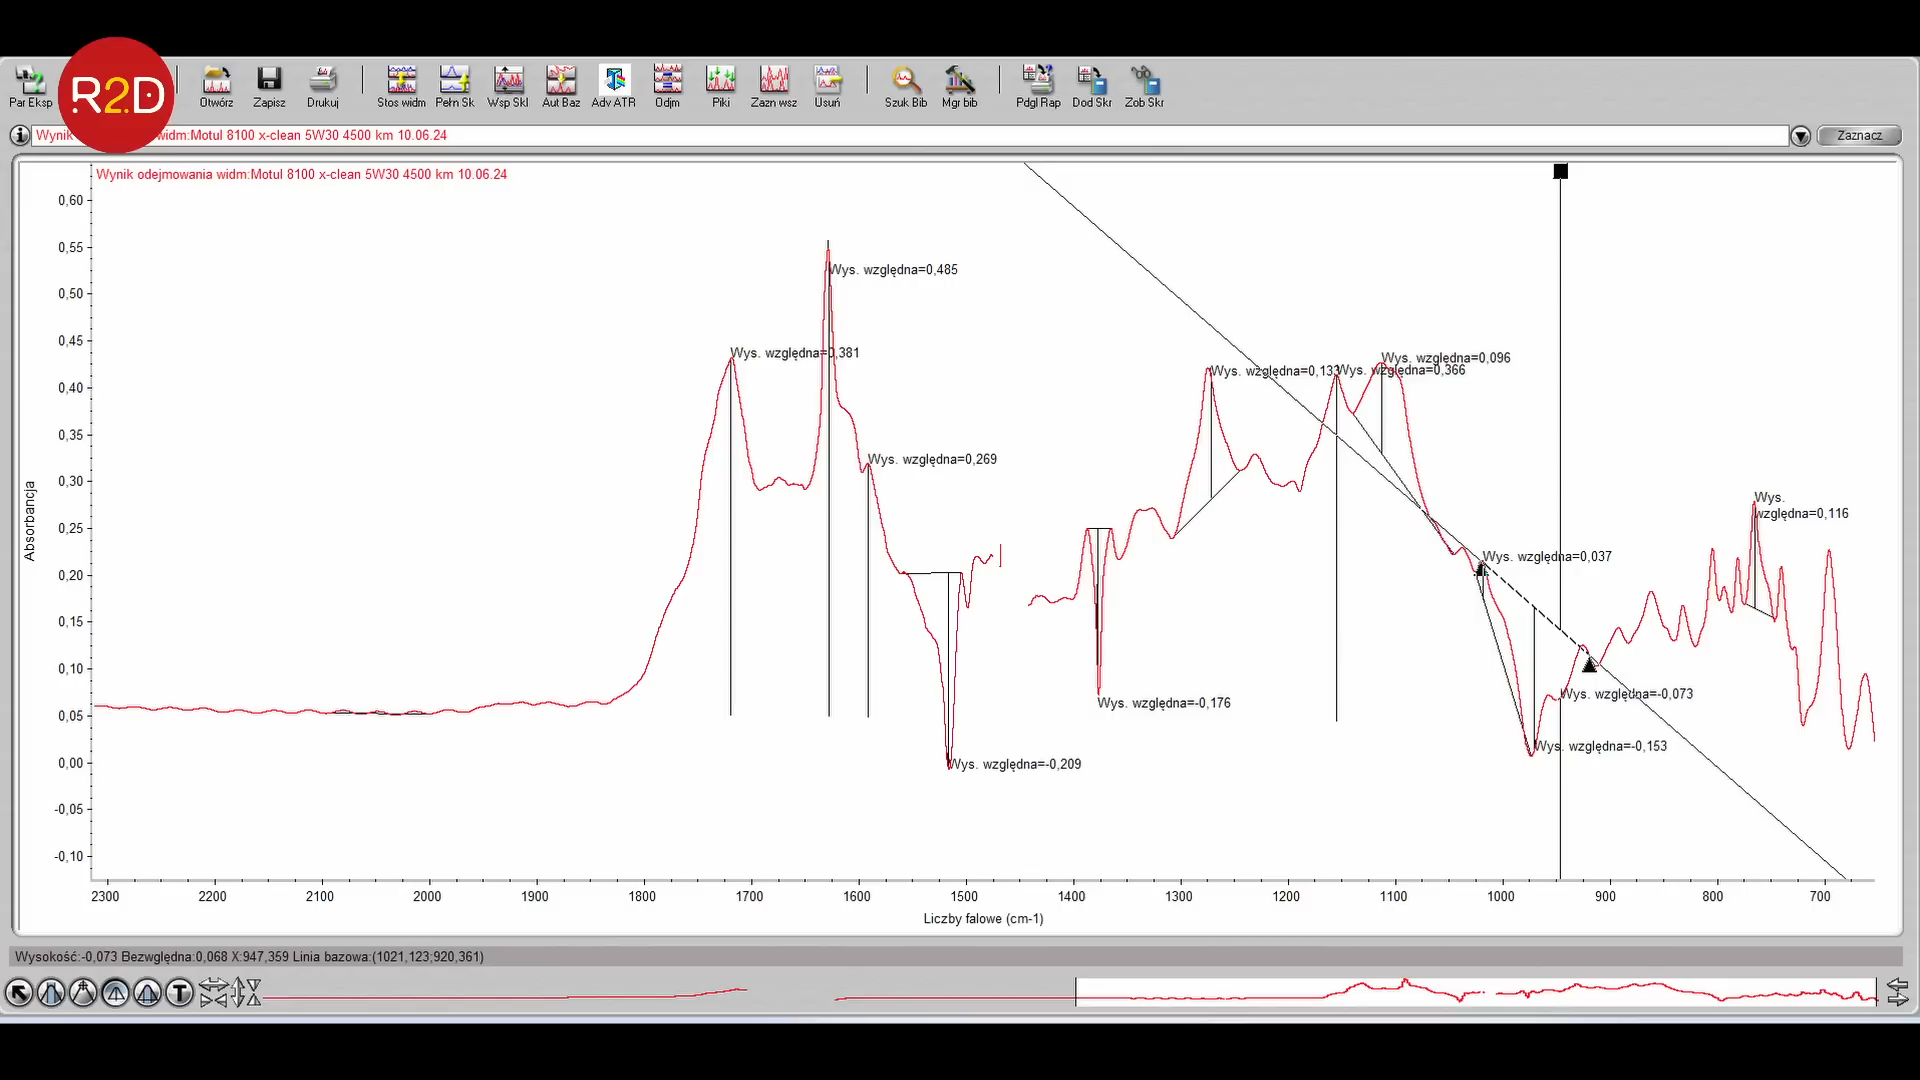 R2D
Par Eksp
Otwórz
Zapisz
Drukuj
Stos widm
Pełn Sk
Wsp Skl
Aut Baz
Adv ATR
Odjm
Piki
Zazn wsz
Usuń
Szuk Bib
Mgr bib
Pdgl Rap
Dod Skr
Zob Skr
Wynik widm:Motul 8100 x-clean 5W30 4500 km 10.06.24
Zaznacz
Wynik odejmowania widm:Motul 8100 x-clean 5W30 4500 km 10.06.24
0,60
0,55
0,50
0,45
0,40
0,35
0,30
0,25
0,20
0,15
0,10
0,05
0,00
-0,05
-0,10
Absorbancja
Wys. względna=0,485
Wys. względna=0,381
Wys. względna=0,269
Wys. względna=-0,209
Wys. względna=-0,176
Wys. względna=0,133
Wys. względna=0,366
Wys. względna=0,096
Wys. względna=0,037
Wys. względna=-0,073
Wys. względna=-0,153
Wys.
względna=0,116
2300 2200 2100 2000 1900 1800 1700 1600 1500 1400 1300 1200 1100 1000 900 800 700
Liczby falowe (cm-1)
Wysokość:-0,073 Bezwględna:0,068 X:947,359 Linia bazowa:(1021,123;920,361)
T